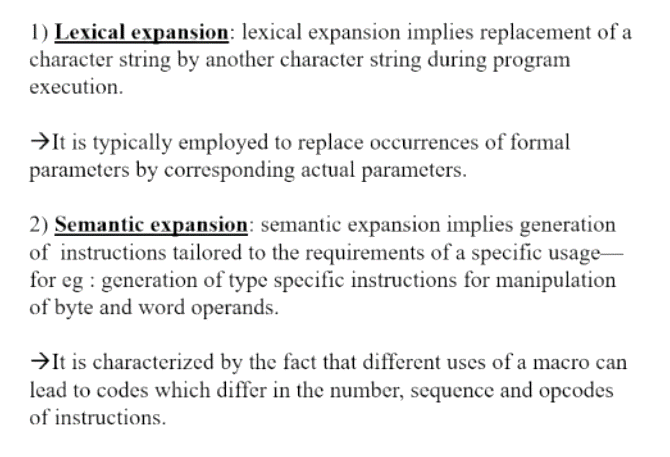 1) Lexical expansion: lexical expansion implies replacement of a
character string by another character string during program
execution.
→It is typically employed to replace occurrences of formal
parameters by corresponding actual parameters.
2) Semantic expansion: semantic expansion implies generation
of instructions tailored to the requirements of a specific usage—
for eg : generation of type specific instructions for manipulation
of byte and word operands.
→It is characterized by the fact that different uses of a macro can
lead to codes which differ in the number, sequence and opcodes
of instructions.